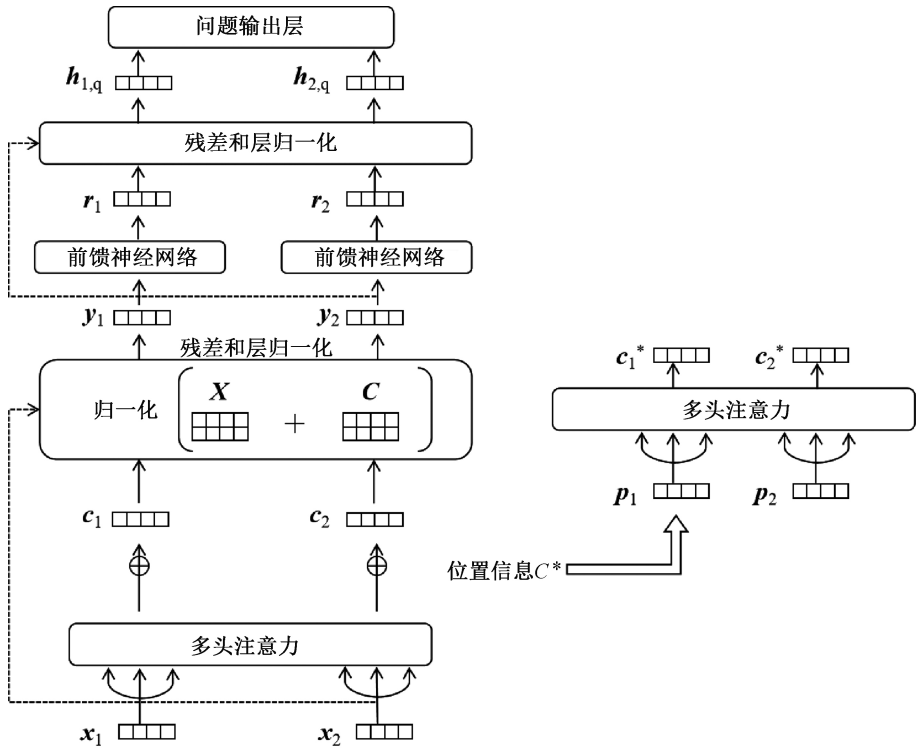 问题输出层
h1,q h2,q
残差和层归一化
r1 r2
前馈神经网络 前馈神经网络
y1 y2
残差和层归一化
归一化 ( X + C )
c1 c2
多头注意力
x1 x2
c1* c2*
多头注意力
p1 p2
位置信息C*